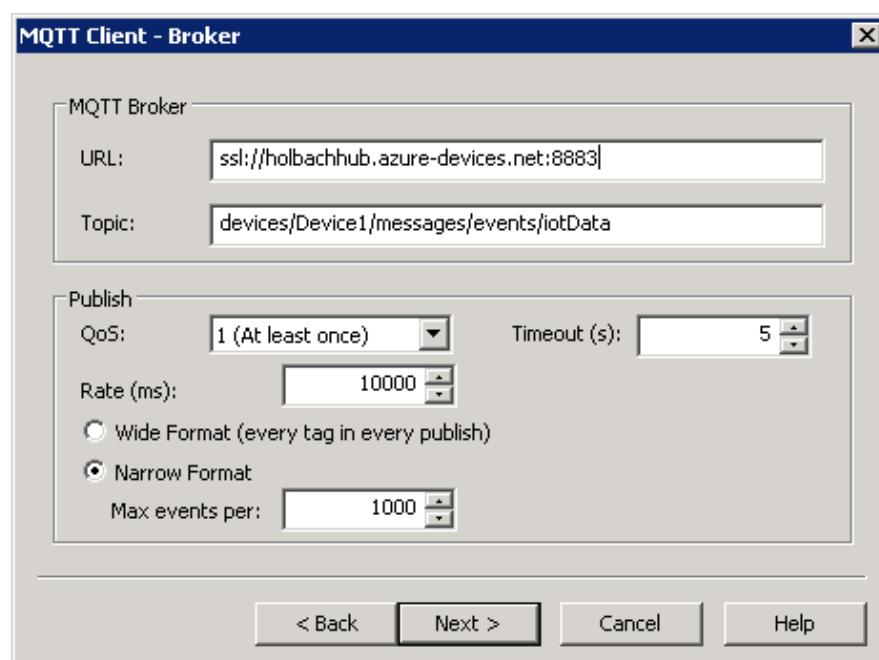 MQTT Client - Broker
MQTT Broker
URL: ssl://holbachhub.azure-devices.net:8883
Topic: devices/Device1/messages/events/iotData
Publish
QoS: 1 (At least once) Timeout (s): 5
Rate (ms): 10000
Wide Format (every tag in every publish)
Narrow Format
Max events per: 1000
< Back Next > Cancel Help